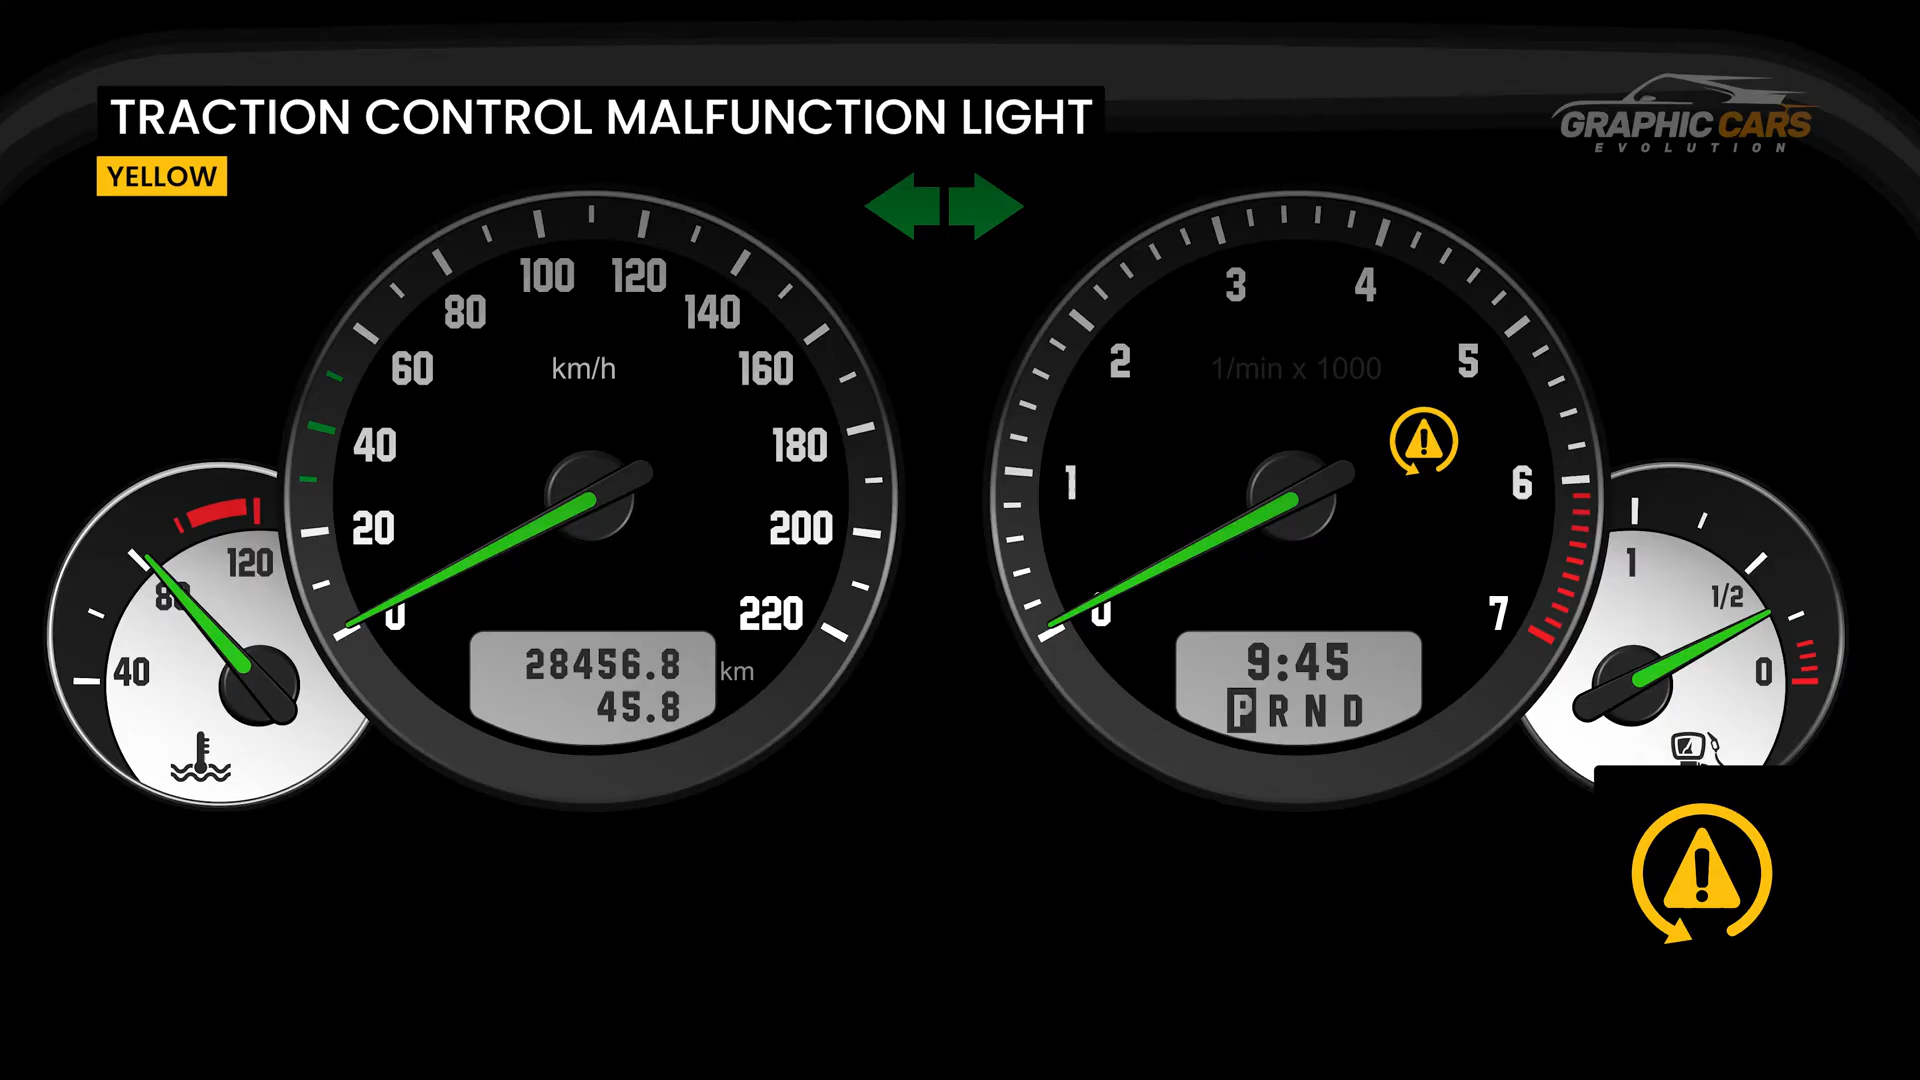 TRACTION CONTROL MALFUNCTION LIGHT
YELLOW
GRAPHIC CARS
EVOLUTION
100 120
80 140
60 km/h 160
40 180
20 200
0 220
28456.8 km
45.8
3 4
2 1/min x 1000 5
1 6
0 7
9:45
P R N D
120
80
40
1
1/2
0